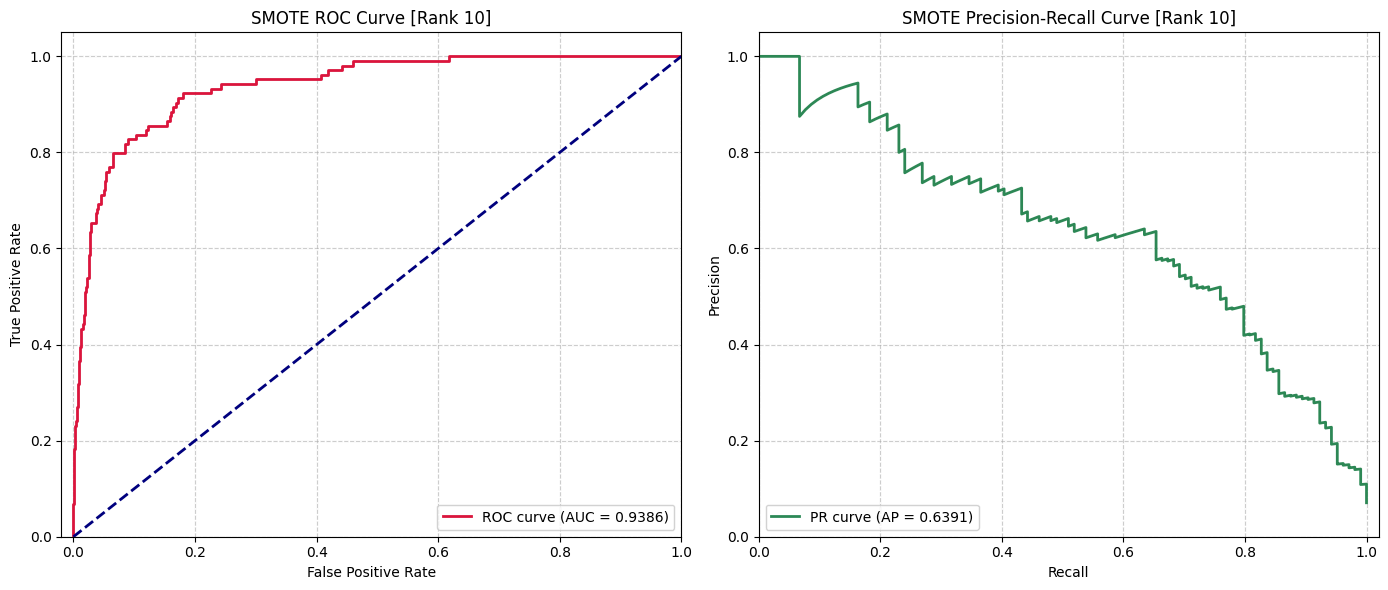 SMOTE ROC Curve [Rank 10]
1.0
0.8
0.6
0.4
0.2
0.0
True Positive Rate
0.0 0.2 0.4 0.6 0.8 1.0
False Positive Rate
ROC curve (AUC = 0.9386)
SMOTE Precision-Recall Curve [Rank 10]
1.0
0.8
0.6
0.4
0.2
0.0
Precision
0.0 0.2 0.4 0.6 0.8 1.0
Recall
PR curve (AP = 0.6391)